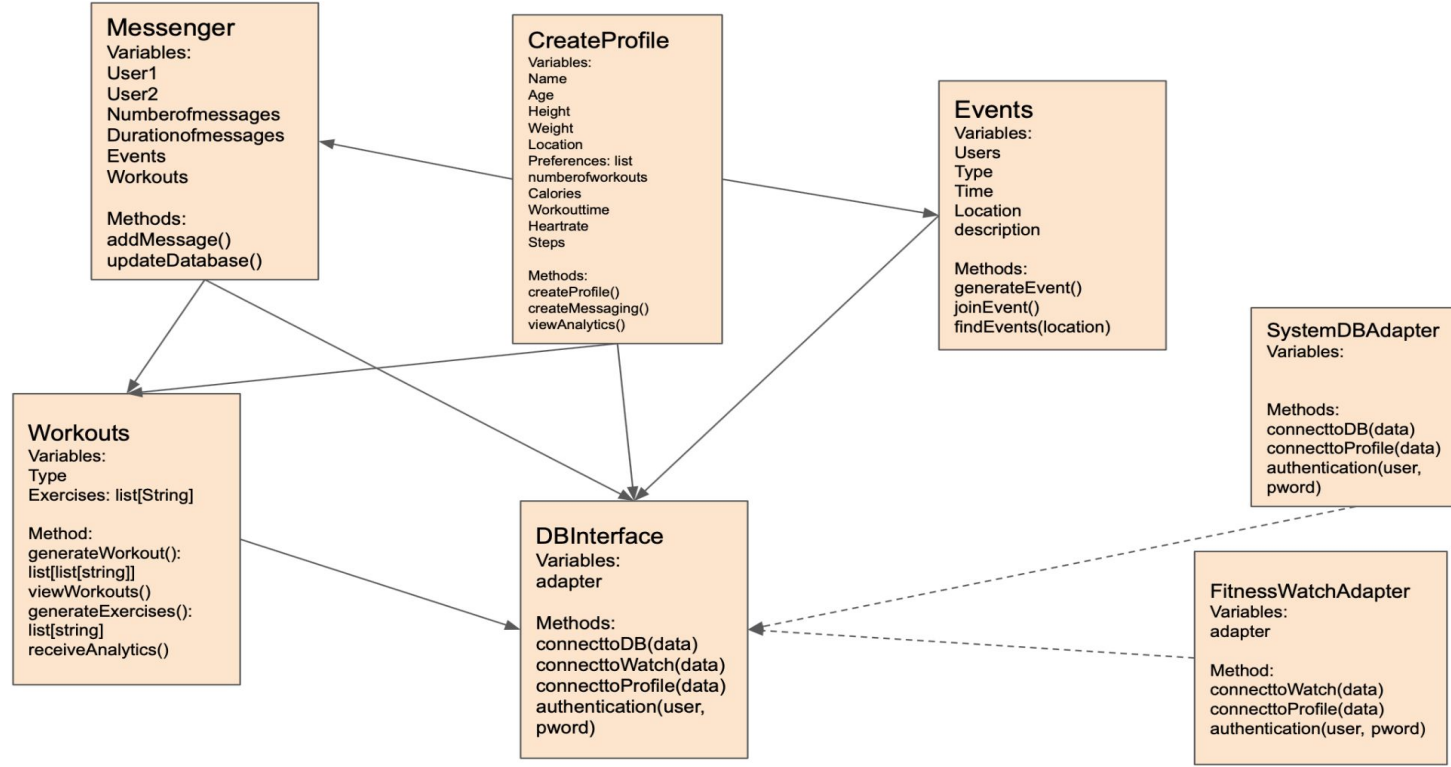 Messenger
Variables:
User1
User2
Numberofmessages
Durationofmessages
Events
Workouts
Methods:
addMessage()
updateDatabase()
CreateProfile
Variables:
Name
Age
Height
Weight
Location
Preferences: list
numberofworkouts
Calories
Workouttime
Heartrate
Steps
Methods:
createProfile()
createMessaging()
viewAnalytics()
Events
Variables:
Users
Type
Time
Location
description
Methods:
generateEvent()
joinEvent()
findEvents(location)
SystemDBAdapter
Variables:
Methods:
connecttoDB(data)
connecttoProfile(data)
authentication(user,
pword)
Workouts
Variables:
Type
Exercises: list[String]
Method:
generateWorkout():
list[list[string]]
viewWorkouts()
generateExercises():
list[string]
receiveAnalytics()
DBInterface
Variables:
adapter
Methods:
connecttoDB(data)
connecttoWatch(data)
connecttoProfile(data)
authentication(user,
pword)
FitnessWatchAdapter
Variables:
adapter
Method:
connecttoWatch(data)
connecttoProfile(data)
authentication(user, pword)